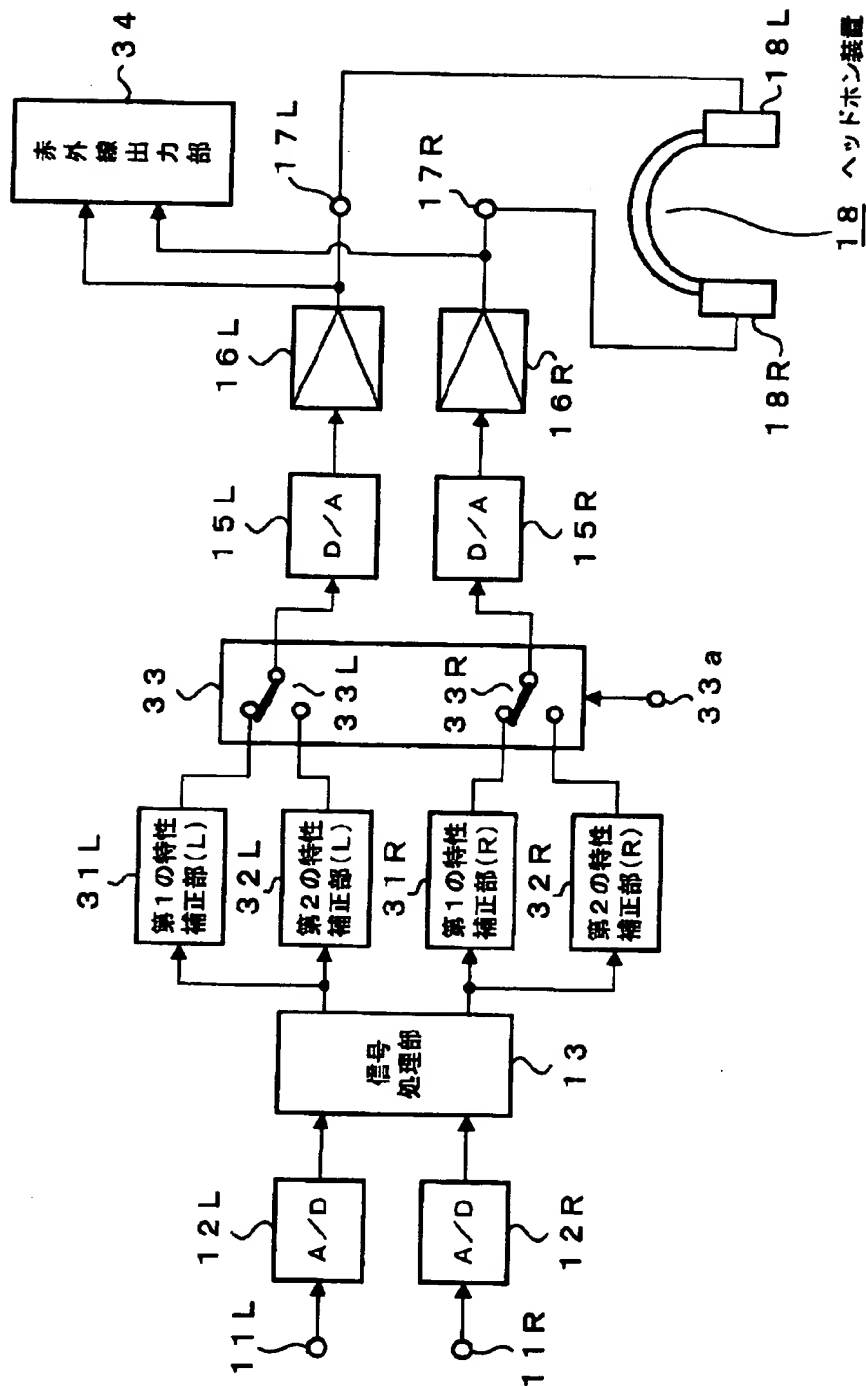 11L
11R
12L
A/D
A/D
12R
信号
処理部
13
31L
第1の特性
補正部(L)
32L
第2の特性
補正部(L)
31R
第1の特性
補正部(R)
32R
第2の特性
補正部(R)
33
33L
33R
33a
15L
D/A
D/A
15R
16L
16R
17L
17R
赤
外
線
出
力
部
34
18R
18L
18 ヘッドホン装置